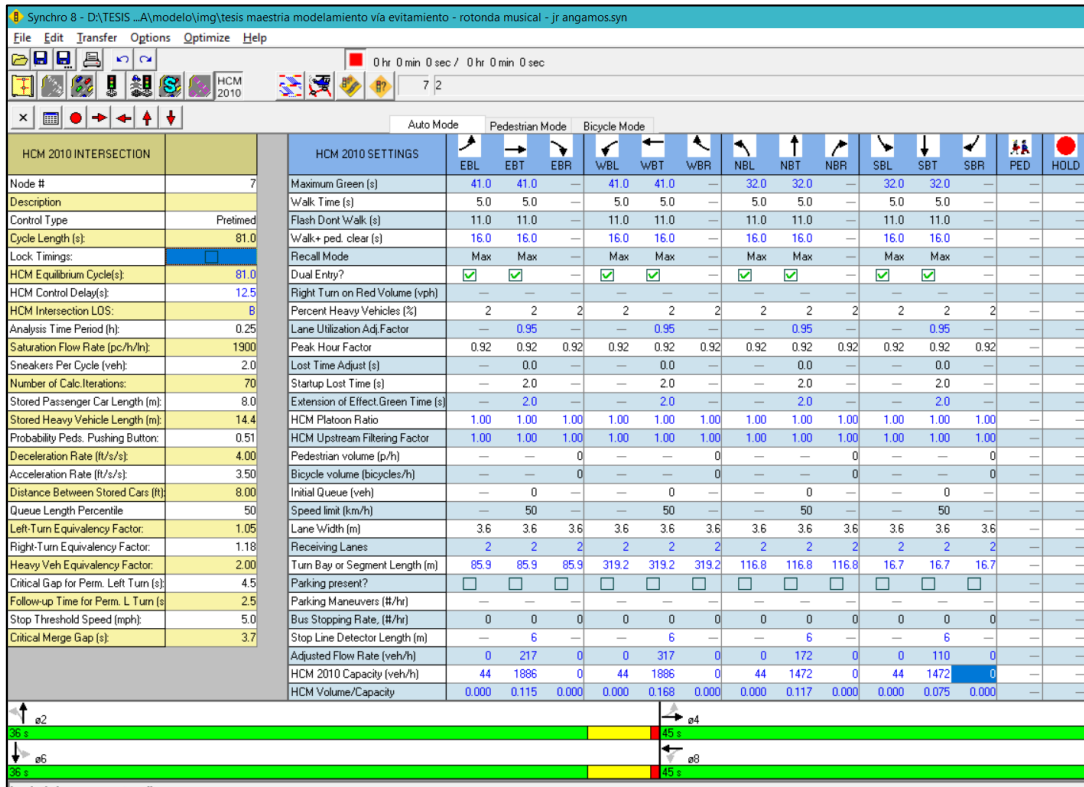 Synchro 8 - D:\TESIS ...A\modelo\img\tesis maestria modelamiento vía evitamiento - rotonda musical - jr angamos.syn
File Edit Transfer Options Optimize Help
0 hr 0 min 0 sec / 0 hr 0 min 0 sec
HCM 2010 7 2
Auto Mode Pedestrian Mode Bicycle Mode
HCM 2010 INTERSECTION
Node # 7
Description
Control Type Pretimed
Cycle Length (s): 81.0
Lock Timings:
HCM Equilibrium Cycle(s): 81.0
HCM Control Delay(s): 12.5
HCM Intersection LOS: B
Analysis Time Period (h): 0.25
Saturation Flow Rate (pc/h/ln): 1900
Sneakers Per Cycle (veh): 2.0
Number of Calc.Iterations: 70
Stored Passenger Car Length (m): 8.0
Stored Heavy Vehicle Length (m): 14.4
Probability Peds. Pushing Button: 0.51
Deceleration Rate (ft/s/s): 4.00
Acceleration Rate (ft/s/s): 3.50
Distance Between Stored Cars (ft): 8.00
Queue Length Percentile 50
Left-Turn Equivalency Factor: 1.05
Right-Turn Equivalency Factor: 1.18
Heavy Veh Equivalency Factor: 2.00
Critical Gap for Perm. Left Turn (s): 4.5
Follow-up Time for Perm. L Turn (s 2.5
Stop Threshold Speed (mph): 5.0
Critical Merge Gap (s): 3.7
HCM 2010 SETTINGS EBL EBT EBR WBL WBT WBR NBL NBT NBR SBL SBT SBR PED HOLD
Maximum Green (s) 41.0 41.0 — 41.0 41.0 — 32.0 32.0 — 32.0 32.0 — — —
Walk Time (s) 5.0 5.0 — 5.0 5.0 — 5.0 5.0 — 5.0 5.0 — — —
Flash Dont Walk (s) 11.0 11.0 — 11.0 11.0 — 11.0 11.0 — 11.0 11.0 — — —
Walk+ ped. clear (s) 16.0 16.0 — 16.0 16.0 — 16.0 16.0 — 16.0 16.0 — — —
Recall Mode Max Max — Max Max — Max Max — Max Max — — —
Dual Entry? — — — — — —
Right Turn on Red Volume (vph) — — — — — — — — — — — — — —
Percent Heavy Vehicles (%) 2 2 2 2 2 2 2 2 2 2 2 2 — —
Lane Utilization Adj.Factor — 0.95 — — 0.95 — — 0.95 — — 0.95 — — —
Peak Hour Factor 0.92 0.92 0.92 0.92 0.92 0.92 0.92 0.92 0.92 0.92 0.92 0.92 — —
Lost Time Adjust (s) — 0.0 — — 0.0 — — 0.0 — — 0.0 — — —
Startup Lost Time (s) — 2.0 — — 2.0 — — 2.0 — — 2.0 — — —
Extension of Effect.Green Time (s) — 2.0 — — 2.0 — — 2.0 — — 2.0 — — —
HCM Platoon Ratio 1.00 1.00 1.00 1.00 1.00 1.00 1.00 1.00 1.00 1.00 1.00 1.00 — —
HCM Upstream Filtering Factor 1.00 1.00 1.00 1.00 1.00 1.00 1.00 1.00 1.00 1.00 1.00 1.00 — —
Pedestrian volume (p/h) — — 0 — — 0 — — 0 — — 0 — —
Bicycle volume (bicycles/h) — — 0 — — 0 — — 0 — — 0 — —
Initial Queue (veh) — 0 — — 0 — — 0 — — 0 — — —
Speed limit (km/h) — 50 — — 50 — — 50 — — 50 — — —
Lane Width (m) 3.6 3.6 3.6 3.6 3.6 3.6 3.6 3.6 3.6 3.6 3.6 3.6 — —
Receiving Lanes 2 2 2 2 2 2 2 2 2 2 2 2 — —
Turn Bay or Segment Length (m) 85.9 85.9 85.9 319.2 319.2 319.2 116.8 116.8 116.8 16.7 16.7 16.7 — —
Parking present? — —
Parking Maneuvers (#/hr) — — — — — — — — — — — — — —
Bus Stopping Rate, (#/hr) 0 0 0 0 0 0 0 0 0 0 0 0 — —
Stop Line Detector Length (m) — 6 — — 6 — — 6 — — 6 — — —
Adjusted Flow Rate (veh/h) 0 217 0 0 317 0 0 172 0 0 110 0 — —
HCM 2010 Capacity (veh/h) 44 1886 0 44 1886 0 44 1472 0 44 1472 0 — —
HCM Volume/Capacity 0.000 0.115 0.000 0.000 0.168 0.000 0.000 0.117 0.000 0.000 0.075 0.000 — —
ø2 ø4
36 s 45 s
ø6 ø8
36 s 45 s